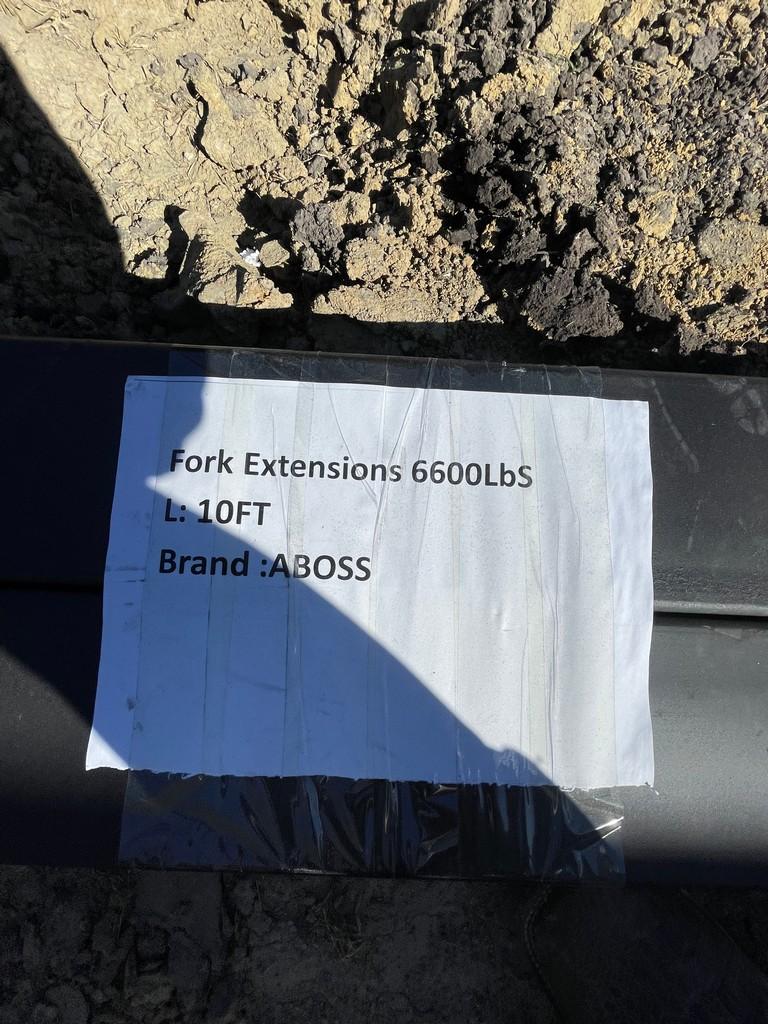 Fork Extensions 6600LbS
L: 10FT
Brand :ABOSS